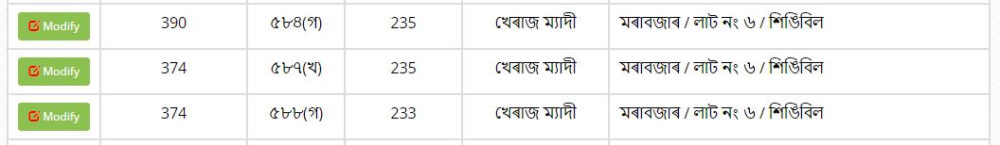 Modify 390 ৫৮৪(গ) 235 খেৰাজ ম্যাদী মৰাবজাৰ / লাট নং ৬ / শিঙিবিল
Modify 374 ৫৮৭(খ) 235 খেৰাজ ম্যাদী মৰাবজাৰ / লাট নং ৬ / শিঙিবিল
Modify 374 ৫৮৮(গ) 233 খেৰাজ ম্যাদী মৰাবজাৰ / লাট নং ৬ / শিঙিবিল